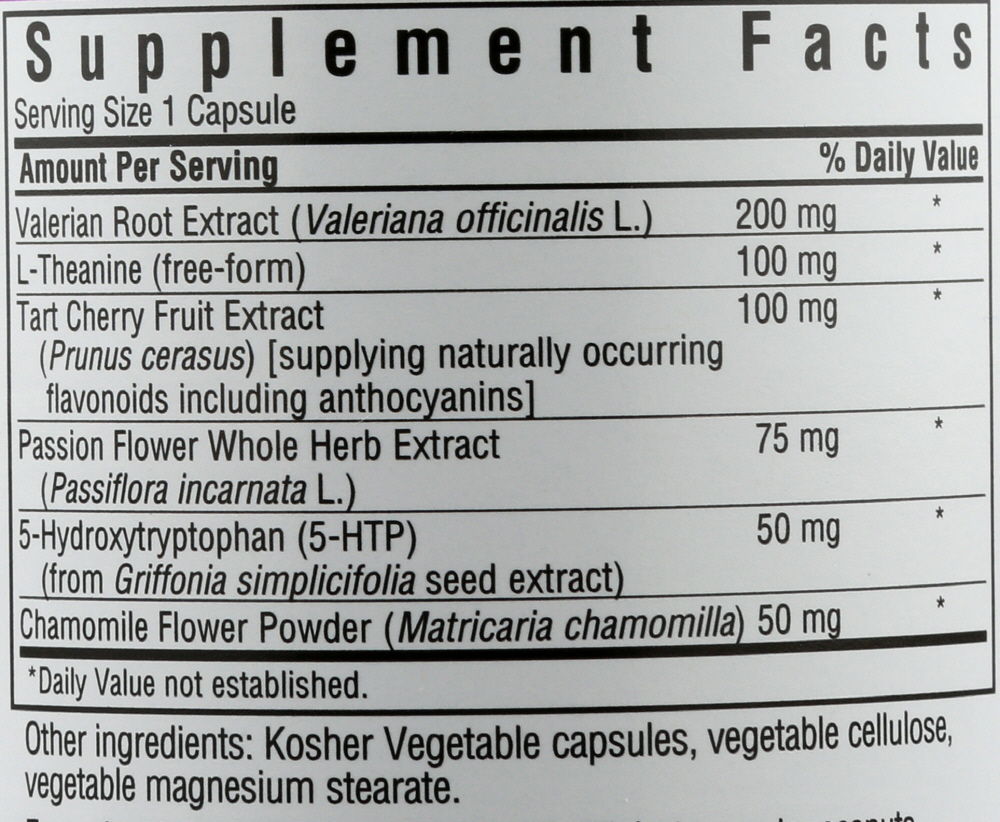 Supplement Facts
Serving Size 1 Capsule
Amount Per Serving % Daily Value
Valerian Root Extract (Valeriana officinalis L.) 200 mg *
L-Theanine (free-form) 100 mg *
Tart Cherry Fruit Extract 100 mg *
(Prunus cerasus) [supplying naturally occurring
flavonoids including anthocyanins]
Passion Flower Whole Herb Extract 75 mg *
(Passiflora incarnata L.)
5-Hydroxytryptophan (5-HTP) 50 mg *
(from Griffonia simplicifolia seed extract)
Chamomile Flower Powder (Matricaria chamomilla) 50 mg *
*Daily Value not established.
Other ingredients: Kosher Vegetable capsules, vegetable cellulose,
vegetable magnesium stearate.